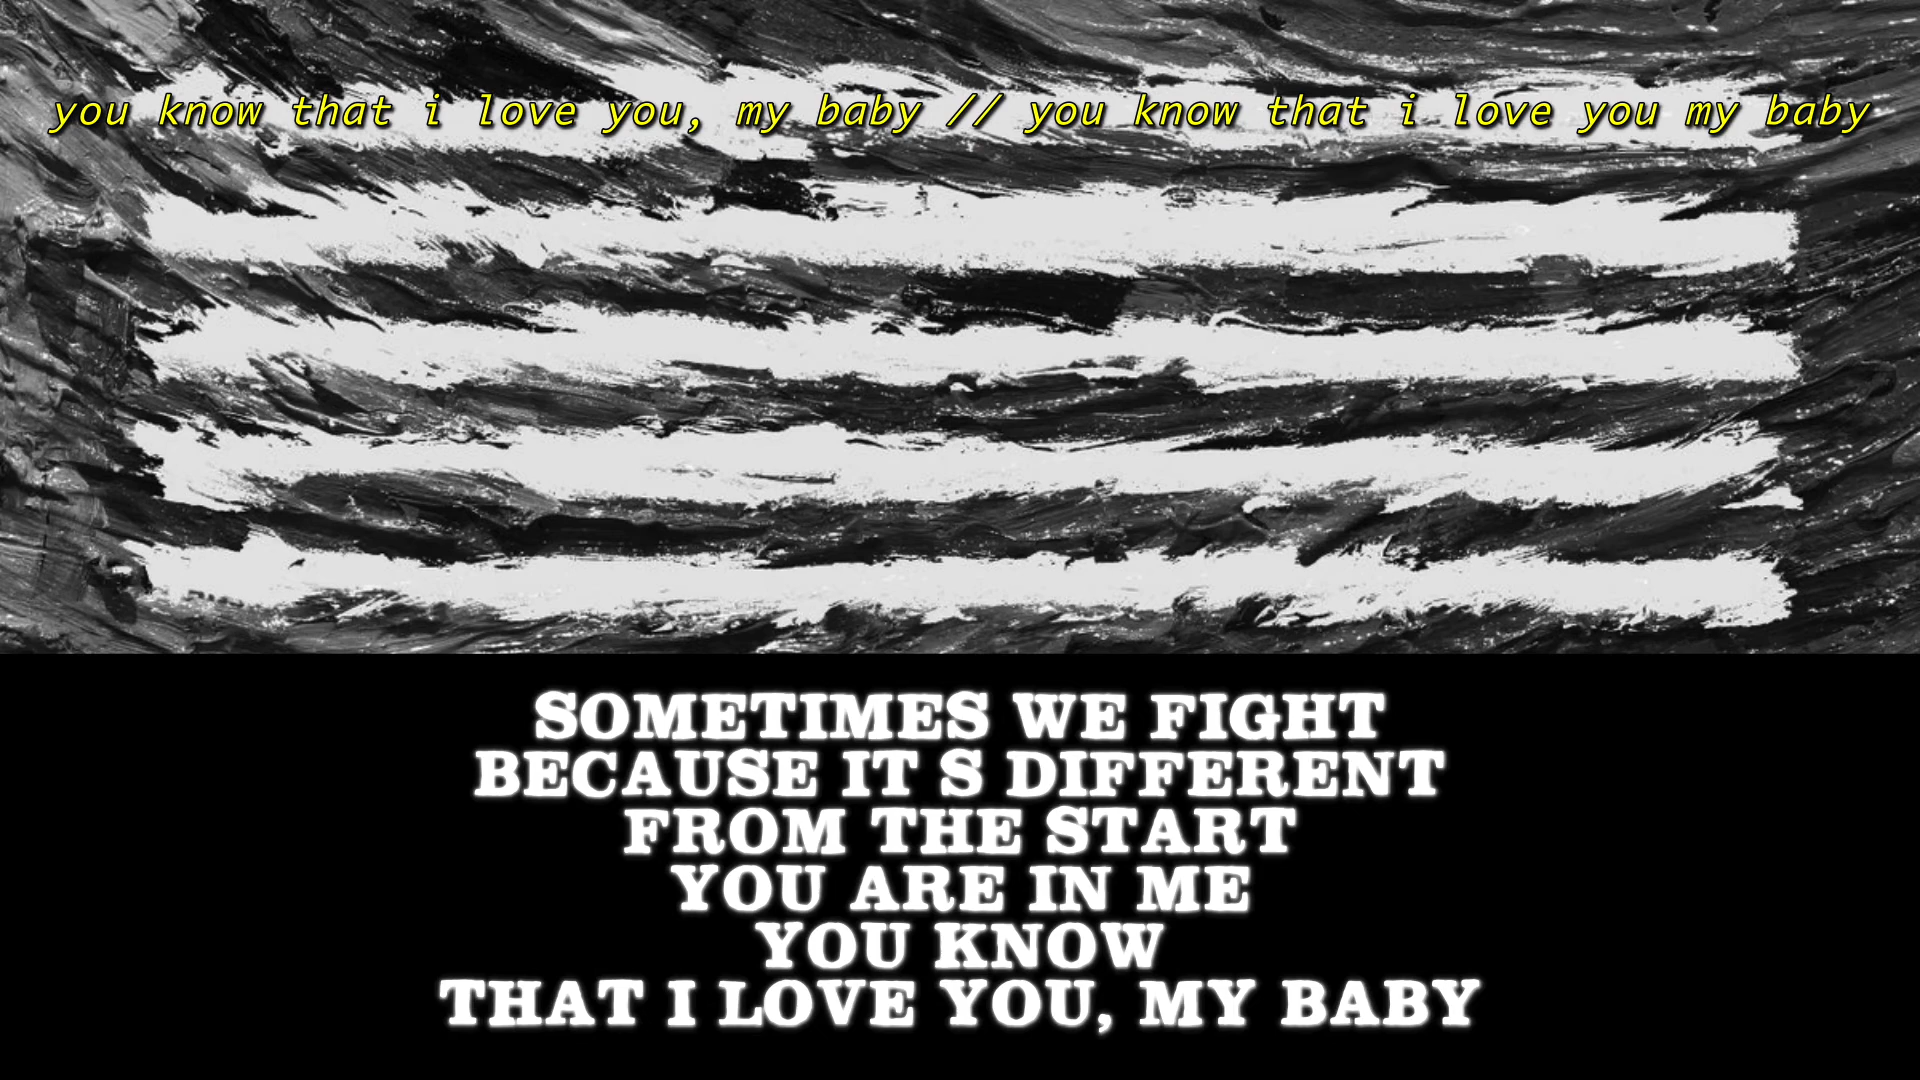 you know that i love you, my baby // you know that i love you my baby
SOMETIMES WE FIGHT
BECAUSE IT S DIFFERENT
FROM THE START
YOU ARE IN ME
YOU KNOW
THAT I LOVE YOU, MY BABY